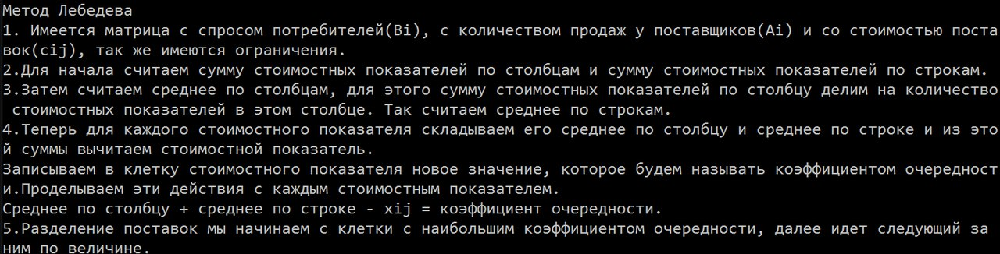 Метод Лебедева
1. Имеется матрица с спросом потребителей(Bi), с количеством продаж у поставщиков(Ai) и со стоимостью поста
вок(cij), так же имеются ограничения.
2.Для начала считаем сумму стоимостных показателей по столбцам и сумму стоимостных показателей по строкам.
3.Затем считаем среднее по столбцам, для этого сумму стоимостных показателей по столбцу делим на количество
 стоимостных показателей в этом столбце. Так считаем среднее по строкам.
4.Теперь для каждого стоимостного показателя складываем его среднее по столбцу и среднее по строке и из это
й суммы вычитаем стоимостной показатель.
Записываем в клетку стоимостного показателя новое значение, которое будем называть коэффициентом очередност
и.Проделываем эти действия с каждым стоимостным показателем.
Среднее по столбцу + среднее по строке - xij = коэффициент очередности.
5.Разделение поставок мы начинаем с клетки с наибольшим коэффициентом очередности, далее идет следующий за
ним по величине.